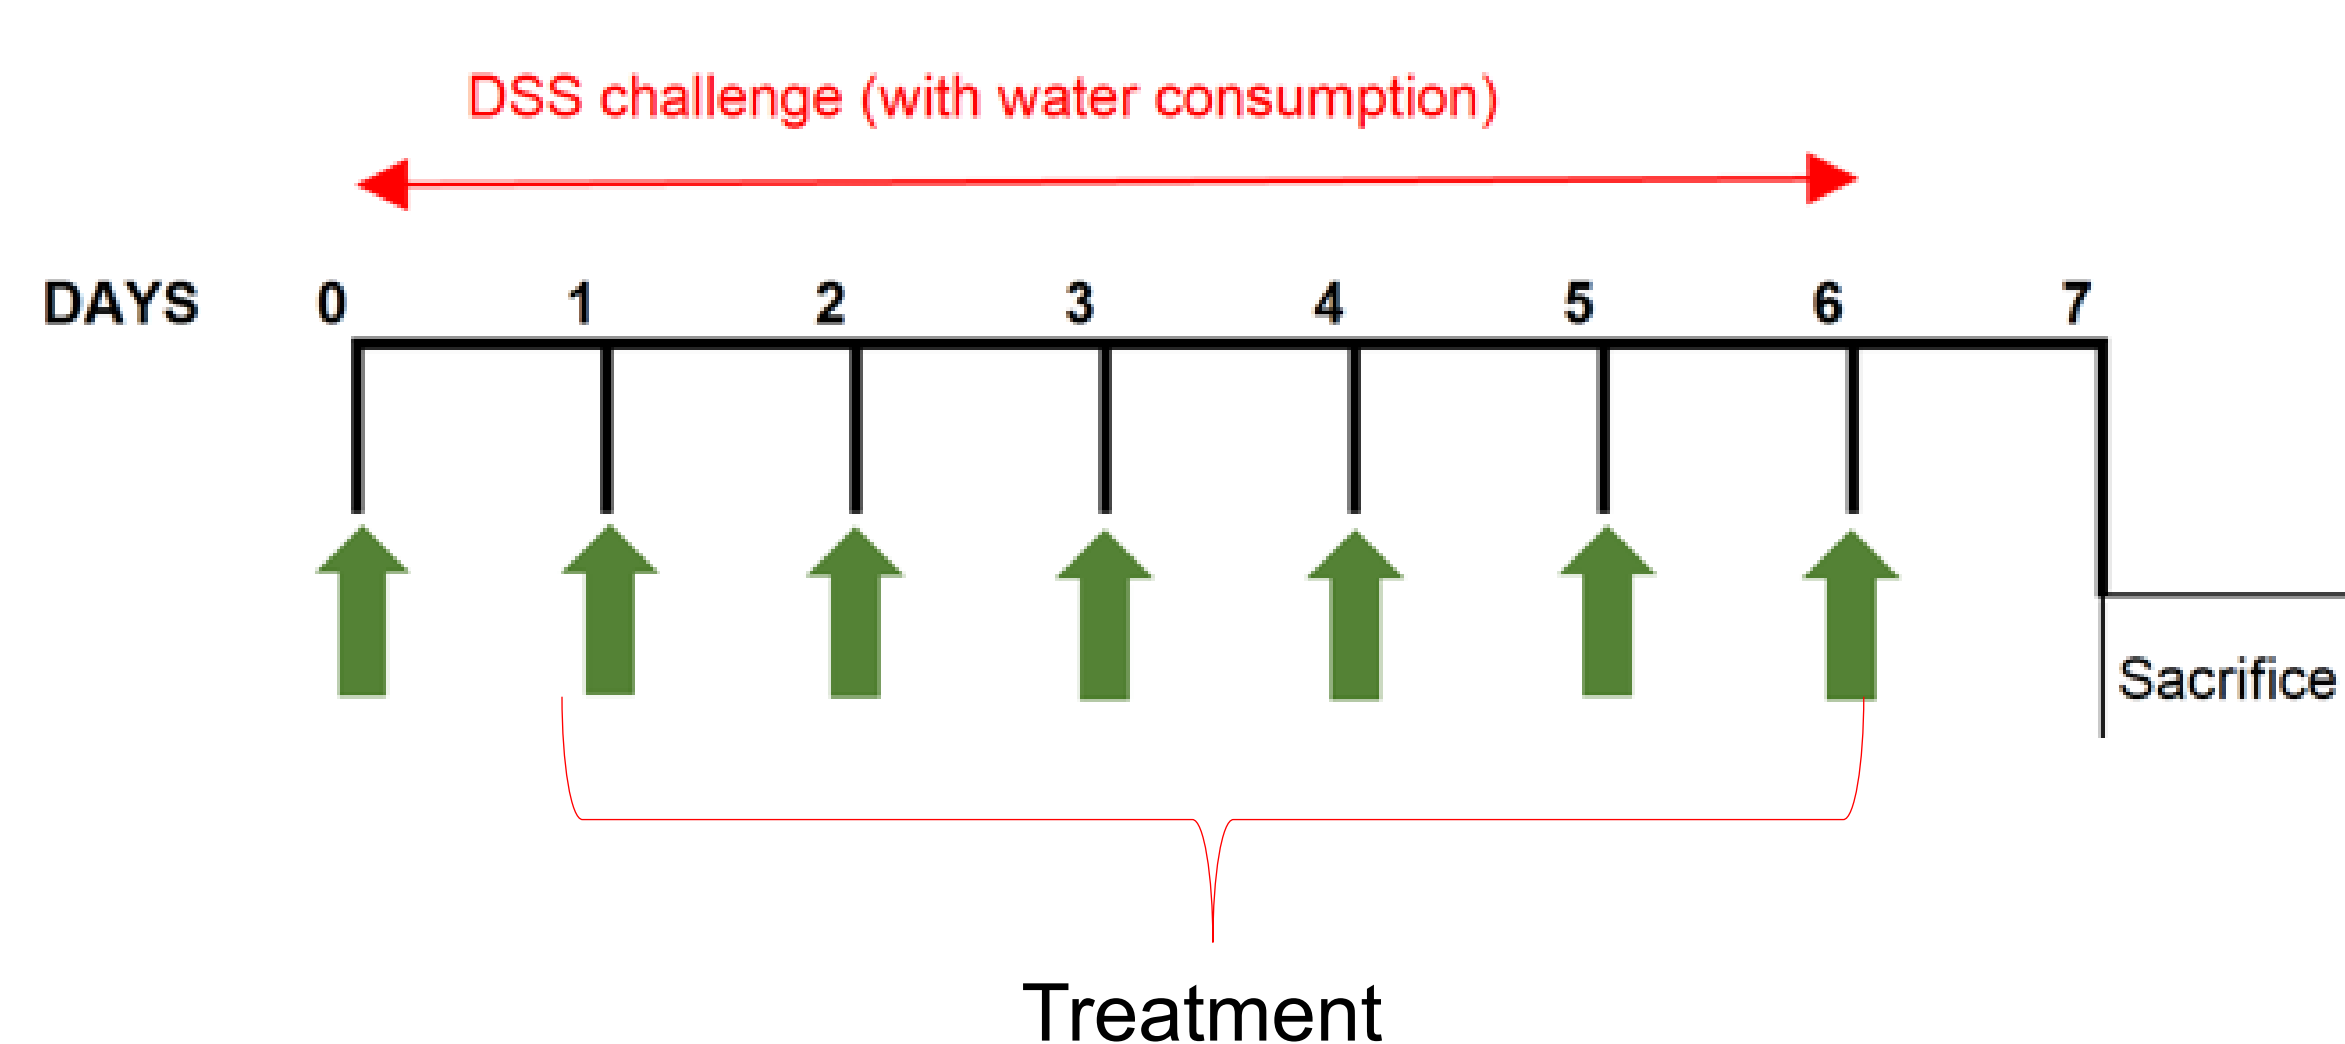 DSS challenge (with water consumption)
DAYS 0 1 2 3 4 5 6 7
Sacrifice
Treatment